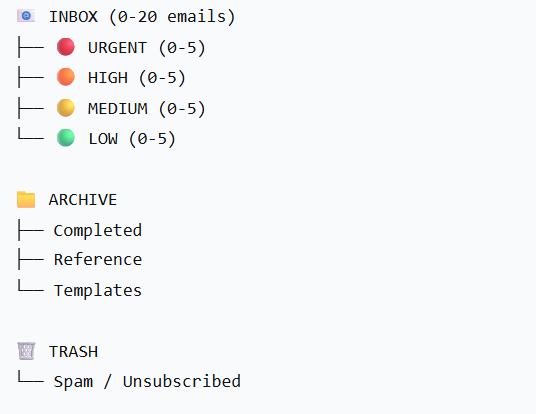 📧 INBOX (0-20 emails)
├── 🔴 URGENT (0-5)
├── 🟠 HIGH (0-5)
├── 🟡 MEDIUM (0-5)
└── 🟢 LOW (0-5)
📁 ARCHIVE
├── Completed
├── Reference
└── Templates
🗑️ TRASH
└── Spam / Unsubscribed